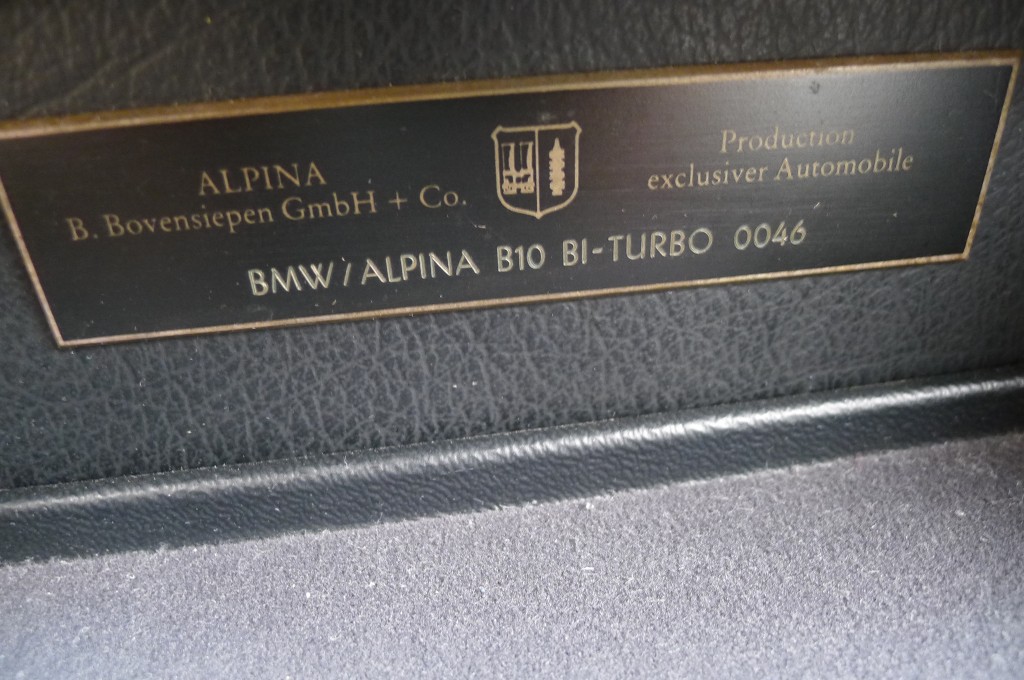 ALPINA
B. Bovensiepen GmbH + Co.
Production
exclusiver Automobile
BMW / ALPINA B10 BI-TURBO 0046